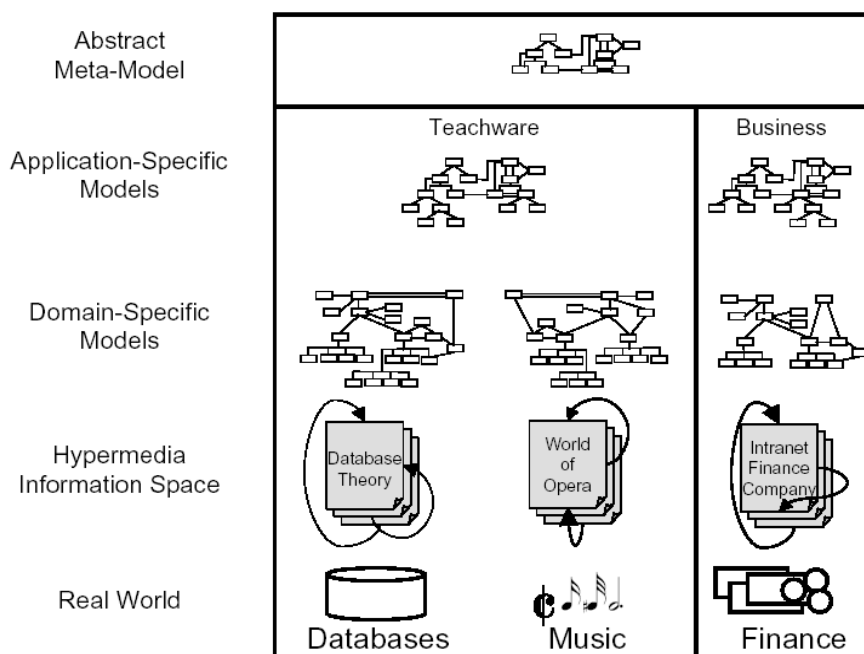 Abstract
Meta-Model
Teachware
Business
Application-Specific
Models
Domain-Specific
Models
Hypermedia
Information Space
Database
Theory
World
of
Opera
Intranet
Finance
Company
Real World
Databases
Music
Finance